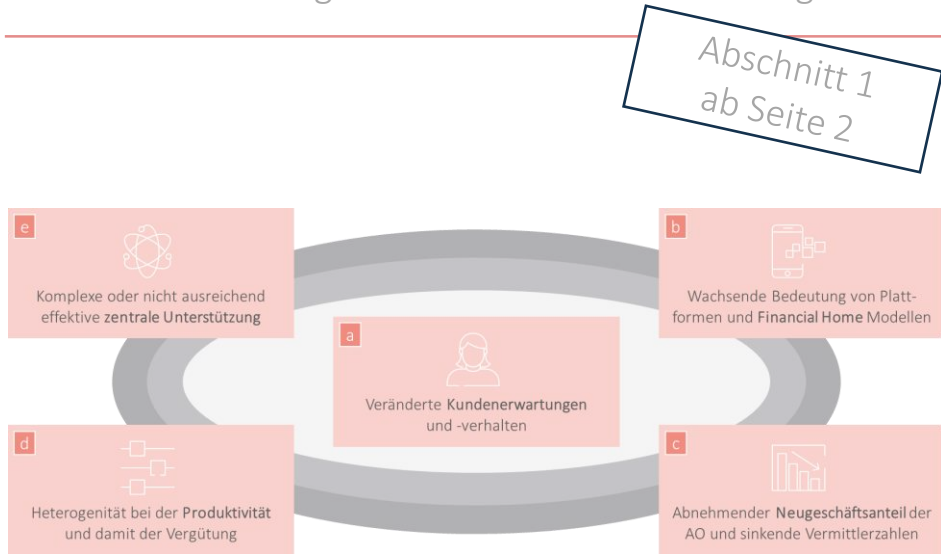 Abschnitt 1
ab Seite 2
e
Komplexe oder nicht ausreichend
effektive zentrale Unterstützung
b
Wachsende Bedeutung von Platt-
formen und Financial Home Modellen
a
Veränderte Kundenerwartungen
und -verhalten
d
Heterogenität bei der Produktivität
und damit der Vergütung
c
Abnehmender Neugeschäftsanteil der
AO und sinkende Vermittlerzahlen